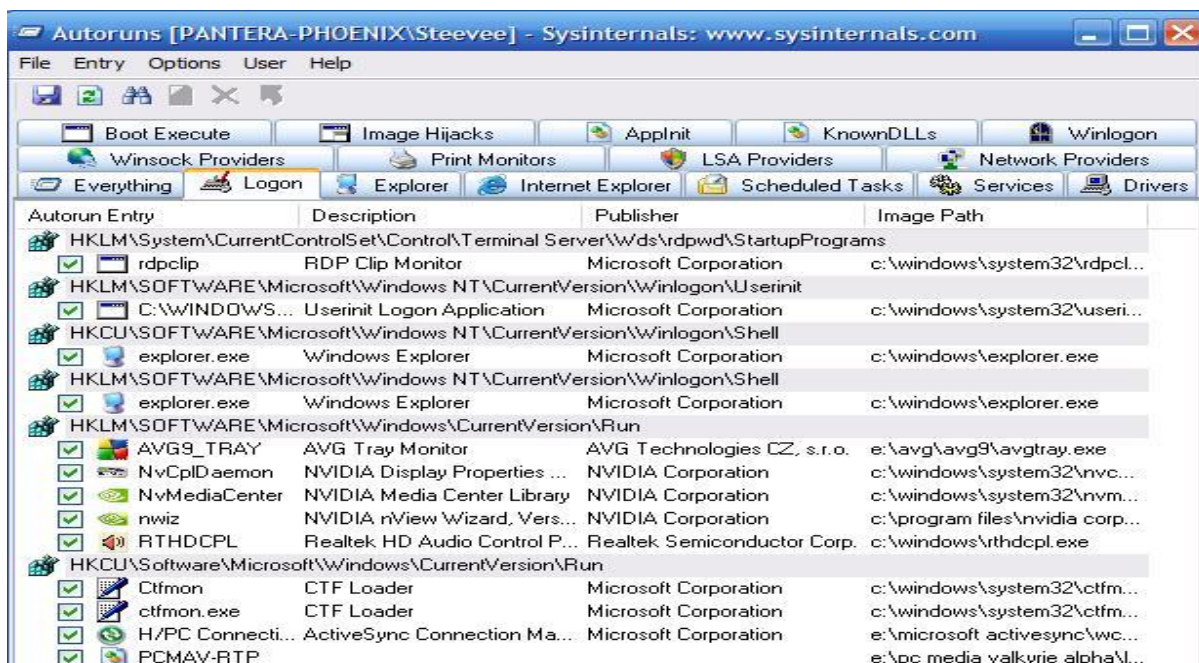 Autoruns [PANTERA-PHOENIX\Steevee] - Sysinternals: www.sysinternals.com
File Entry Options User Help
Boot Execute Image Hijacks AppInit KnownDLLs Winlogon
Winsock Providers Print Monitors LSA Providers Network Providers
Everything Logon Explorer Internet Explorer Scheduled Tasks Services Drivers
Autorun Entry Description Publisher Image Path
HKLM\System\CurrentControlSet\Control\Terminal Server\Wds\rdpwd\StartupPrograms
rdpclip RDP Clip Monitor Microsoft Corporation c:\windows\system32\rdpcl...
HKLM\SOFTWARE\Microsoft\Windows NT\CurrentVersion\Winlogon\Userinit
C:\WINDOWS... Userinit Logon Application Microsoft Corporation c:\windows\system32\useri...
HKCU\SOFTWARE\Microsoft\Windows NT\CurrentVersion\Winlogon\Shell
explorer.exe Windows Explorer Microsoft Corporation c:\windows\explorer.exe
HKLM\SOFTWARE\Microsoft\Windows NT\CurrentVersion\Winlogon\Shell
explorer.exe Windows Explorer Microsoft Corporation c:\windows\explorer.exe
HKLM\SOFTWARE\Microsoft\Windows\CurrentVersion\Run
AVG9_TRAY AVG Tray Monitor AVG Technologies CZ, s.r.o. e:\avg\avg9\avgtray.exe
NvCplDaemon NVIDIA Display Properties ... NVIDIA Corporation c:\windows\system32\nvc...
NvMediaCenter NVIDIA Media Center Library NVIDIA Corporation c:\windows\system32\nvm...
nwiz NVIDIA nView Wizard, Vers... NVIDIA Corporation c:\program files\nvidia corp...
RTHDCPL Realtek HD Audio Control P... Realtek Semiconductor Corp. c:\windows\rthdcpl.exe
HKCU\Software\Microsoft\Windows\CurrentVersion\Run
Ctfmon CTF Loader Microsoft Corporation c:\windows\system32\ctfm...
ctfmon.exe CTF Loader Microsoft Corporation c:\windows\system32\ctfm...
H/PC Connecti... ActiveSync Connection Ma... Microsoft Corporation e:\microsoft activesync\wc...
PCMAV-RTP e:\pc media valkyrie alpha\l...